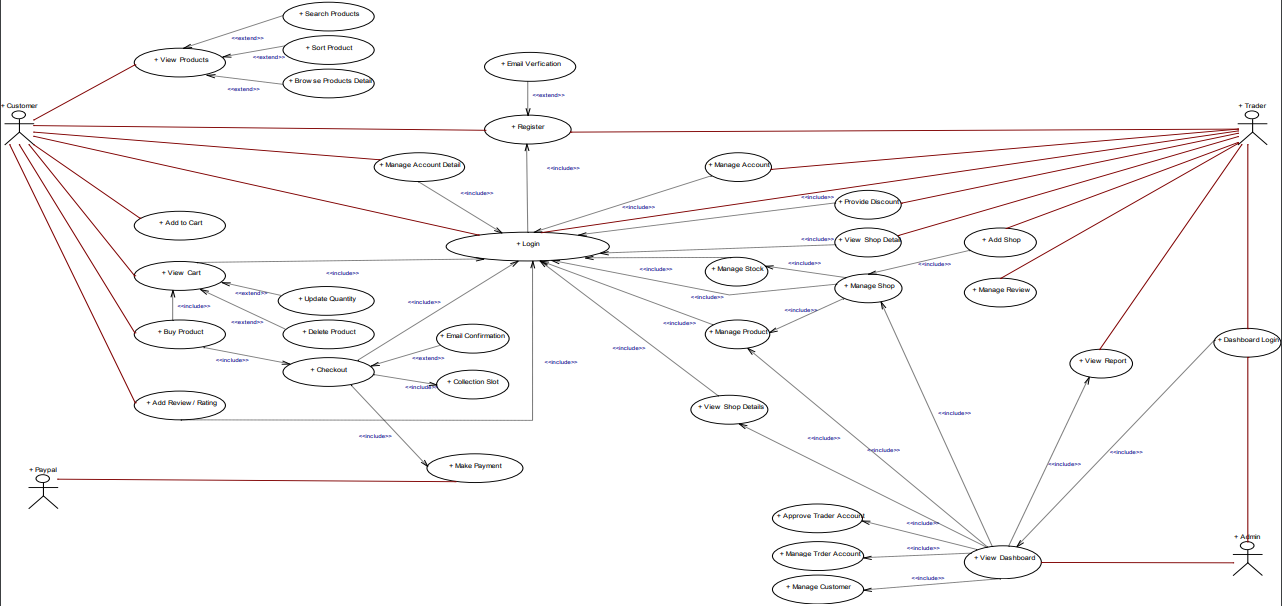 + Search Products
<<extend>>
+ Sort Product
+ View Products
<<extend>>
+ Email Verfication
+ Browse Products Detail
<<extend>>
<<extend>>
+ Customer
+ Trader
+ Register
+ Manage Account Detail
<<include>>
+ Manage Account
<<include>>
<<include>>
+ Provide Discount
<<include>>
+ Add to Cart
+ Login
<<include>>
+ View Shop Detail
+ Add Shop
<<include>>
<<include>>
+ View Cart
<<include>>
<<include>>
+ Manage Stock
+ Manage Shop
+ Manage Review
<<extend>>
+ Update Quantity
<<include>>
<<include>>
<<include>>
<<include>>
<<extend>>
<<include>>
+ Buy Product
+ Delete Product
+ Email Confirmation
+ Manage Product
+ Dashboard Login
<<include>>
<<include>>
<<extend>>
<<include>>
+ View Report
+ Checkout
+ Collection Slot
<<include>>
+ Add Review / Rating
+ View Shop Details
<<include>>
<<include>>
<<include>>
<<include>>
<<include>>
<<include>>
+ Make Payment
+ Paypal
+ Approve Trader Account
<<include>>
+ Admin
+ Manage Trder Account
<<include>>
+ View Dashboard
+ Manage Customer
<<include>>